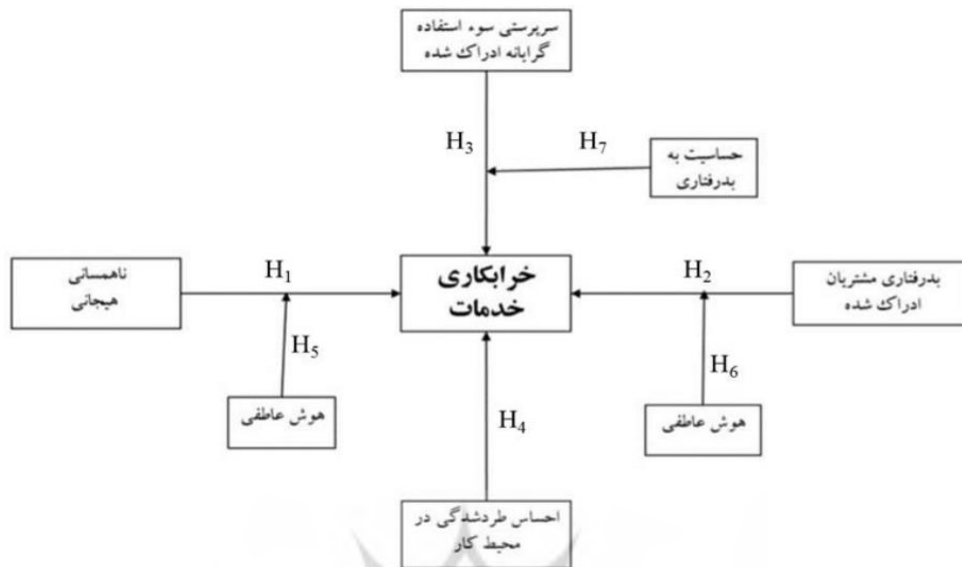 سرپرستی سوء استفاده
گرایانه ادراک شده
H₃
H₇
حساسیت به
بدرفتاری
ناهمسانی
هیجانی
H₁
خرابکاری
خدمات
H₂
بدرفتاری مشتریان
ادراک شده
H₅
هوش عاطفی
H₆
هوش عاطفی
H₄
احساس طردشدگی در
محیط کار